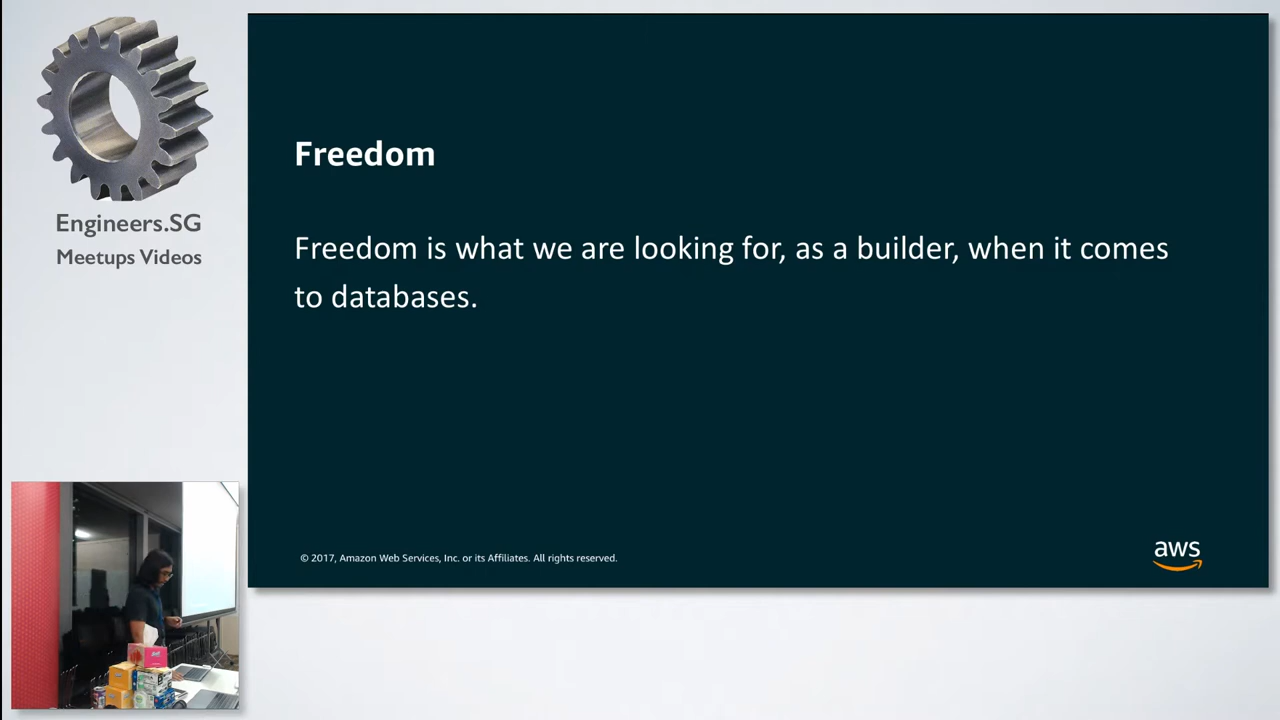 Engineers.SG
Meetups Videos
Freedom
Freedom is what we are looking for, as a builder, when it comes
to databases.
© 2017, Amazon Web Services, Inc. or its Affiliates. All rights reserved.
aws